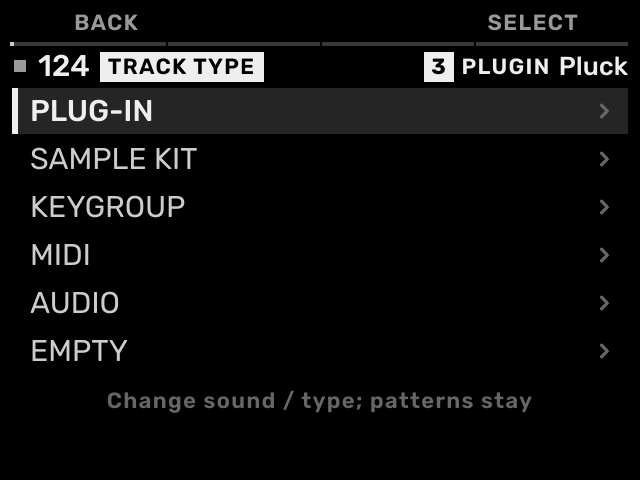 BACK SELECT
124 TRACK TYPE 3 PLUGIN Pluck
PLUG-IN
SAMPLE KIT
KEYGROUP
MIDI
AUDIO
EMPTY
Change sound / type; patterns stay